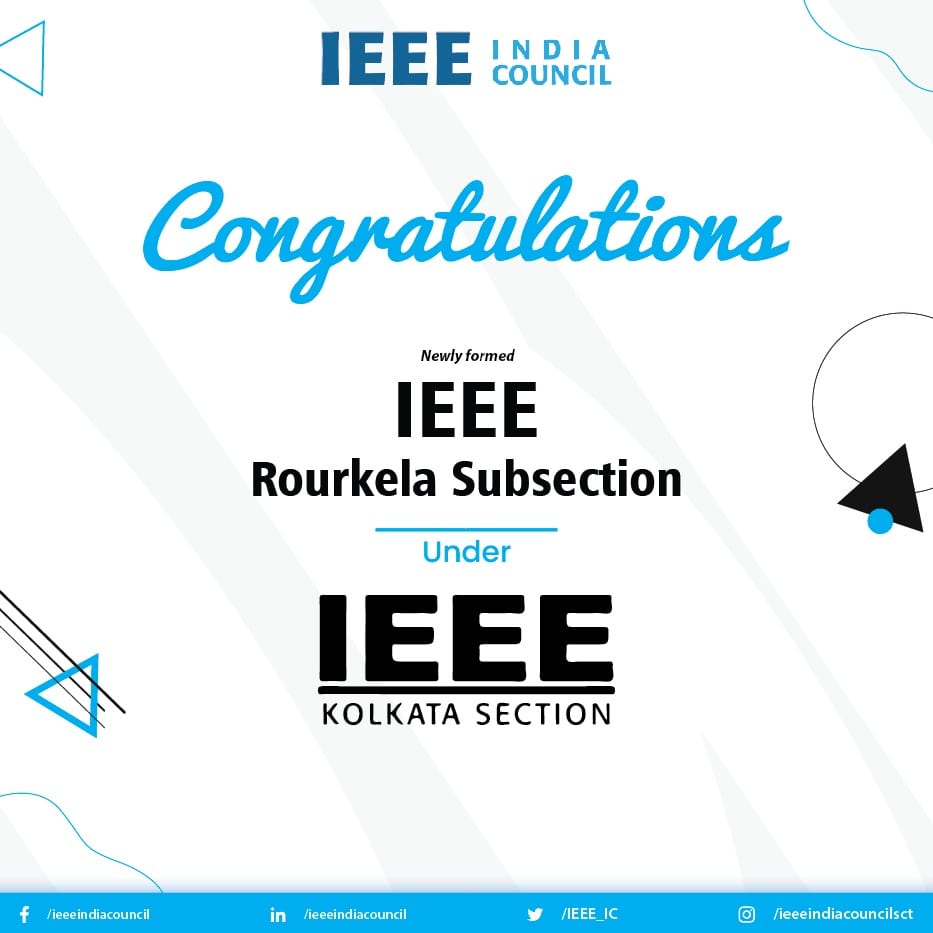 IEEE INDIA
COUNCIL
Congratulations
Newly formed
IEEE
Rourkela Subsection
Under
IEEE
KOLKATA SECTION
/ieeeindiacouncil
/ieeeindiacouncil
/IEEE_IC
/ieeeindiacouncilsct